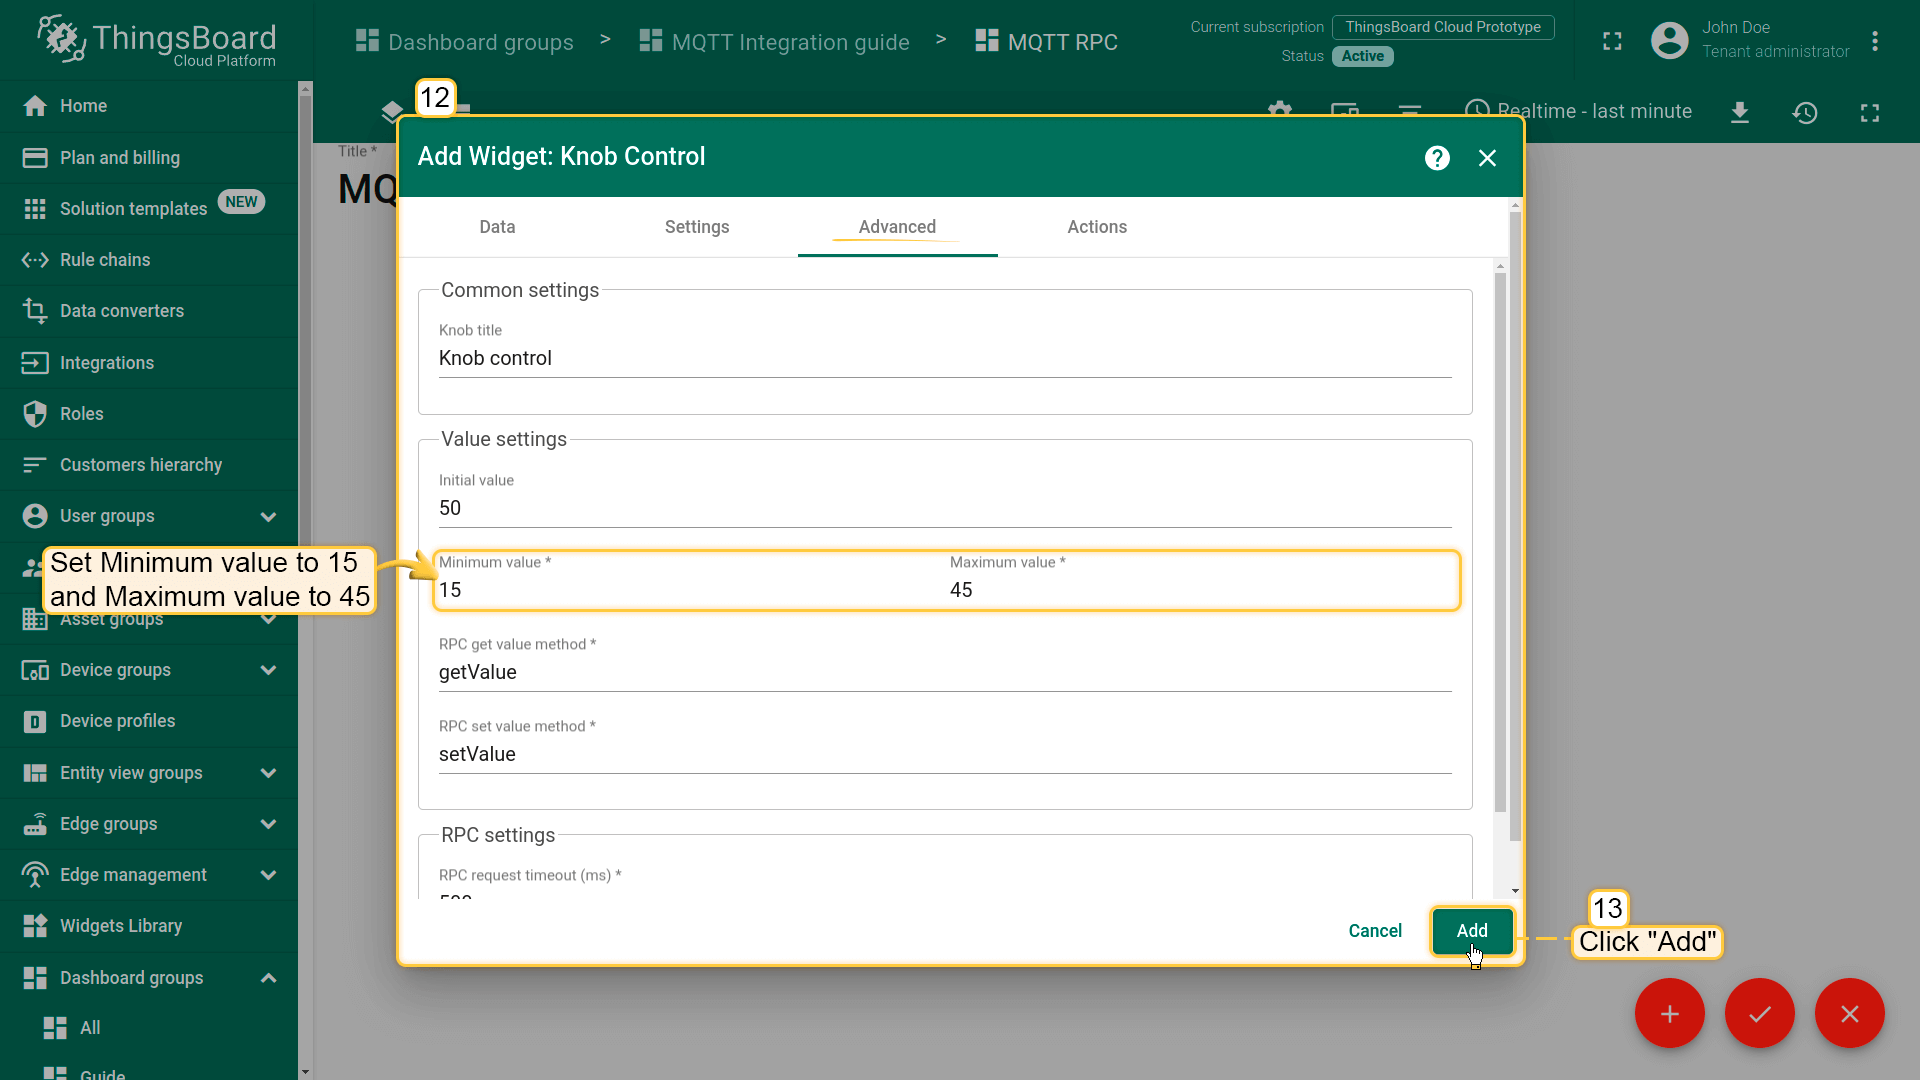 ThingsBoard
Cloud Platform
Dashboard groups > MQTT Integration guide > MQTT RPC
Current subscription ThingsBoard Cloud Prototype
Status Active
John Doe
Tenant administrator
Home
Plan and billing
Solution templates NEW
Rule chains
Data converters
Integrations
Roles
Customers hierarchy
User groups
Asset groups
Device groups
Device profiles
Entity view groups
Edge groups
Edge management
Widgets Library
Dashboard groups
All
Guide
12
Realtime - last minute
Title *
MQ
Add Widget: Knob Control
Data Settings Advanced Actions
Common settings
Knob title
Knob control
Value settings
Initial value
50
Set Minimum value to 15
and Maximum value to 45
Minimum value * Maximum value *
15 45
RPC get value method *
getValue
RPC set value method *
setValue
RPC settings
RPC request timeout (ms) *
500
Cancel Add
13
Click "Add"